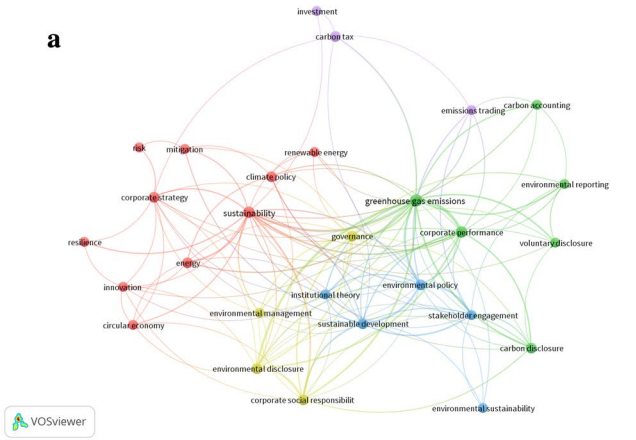 investment
a
carbon tax
emissions trading
carbon accounting
risk
mitigation
renewable energy
climate policy
environmental reporting
corporate strategy
greenhouse gas emissions
sustainability
governance
corporate performance
resilience
voluntary disclosure
energy
innovation
institutional theory
environmental policy
environmental management
stakeholder engagement
circular economy
sustainable development
carbon disclosure
environmental disclosure
corporate social responsibilit
environmental sustainability
VOSviewer